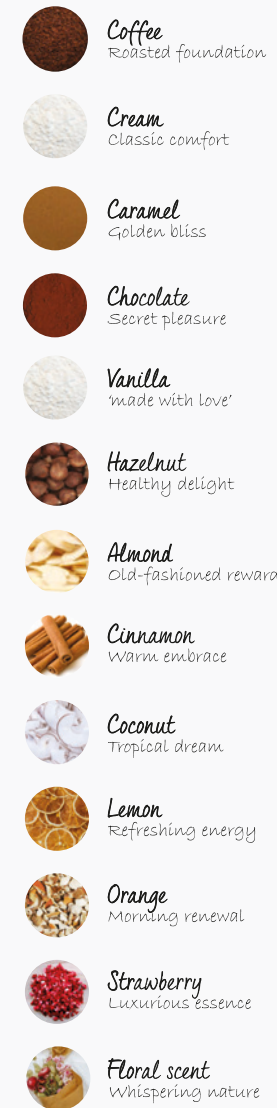 Coffee
Roasted foundation
Cream
Classic comfort
Caramel
Golden bliss
Chocolate
Secret pleasure
Vanilla
'made with love'
Hazelnut
Healthy delight
Almond
Old-fashioned reward
Cinnamon
Warm embrace
Coconut
Tropical dream
Lemon
Refreshing energy
Orange
Morning renewal
Strawberry
Luxurious essence
Floral scent
Whispering nature